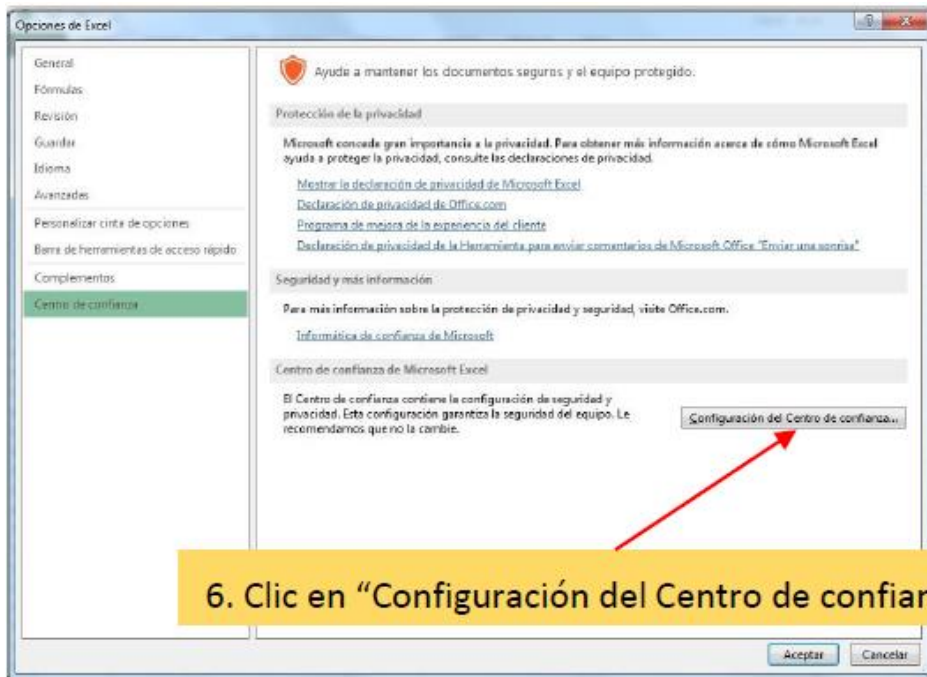 Opciones de Excel
General
Fórmulas
Revisión
Guardar
Idioma
Avanzadas
Personalizar cinta de opciones
Barra de herramientas de acceso rápido
Complementos
Centro de confianza
Ayude a mantener los documentos seguros y el equipo protegido.
Protección de la privacidad
Microsoft concede gran importancia a la privacidad. Para obtener más información acerca de cómo Microsoft Excel
ayuda a proteger la privacidad, consulte las declaraciones de privacidad.
Mostrar la declaración de privacidad de Microsoft Excel
Declaración de privacidad de Office.com
Programa de mejora de la experiencia del cliente
Declaración de privacidad de la Herramienta para enviar comentarios de Microsoft Office "Enviar una sonrisa"
Seguridad y más información
Para más información sobre la protección de privacidad y seguridad, visite Office.com.
Informática de confianza de Microsoft
Centro de confianza de Microsoft Excel
El Centro de confianza contiene la configuración de seguridad y
privacidad. Esta configuración garantiza la seguridad del equipo. Le
recomendamos que no la cambie.
Configuración del Centro de confianza...
6. Clic en “Configuración del Centro de confian
Aceptar
Cancelar